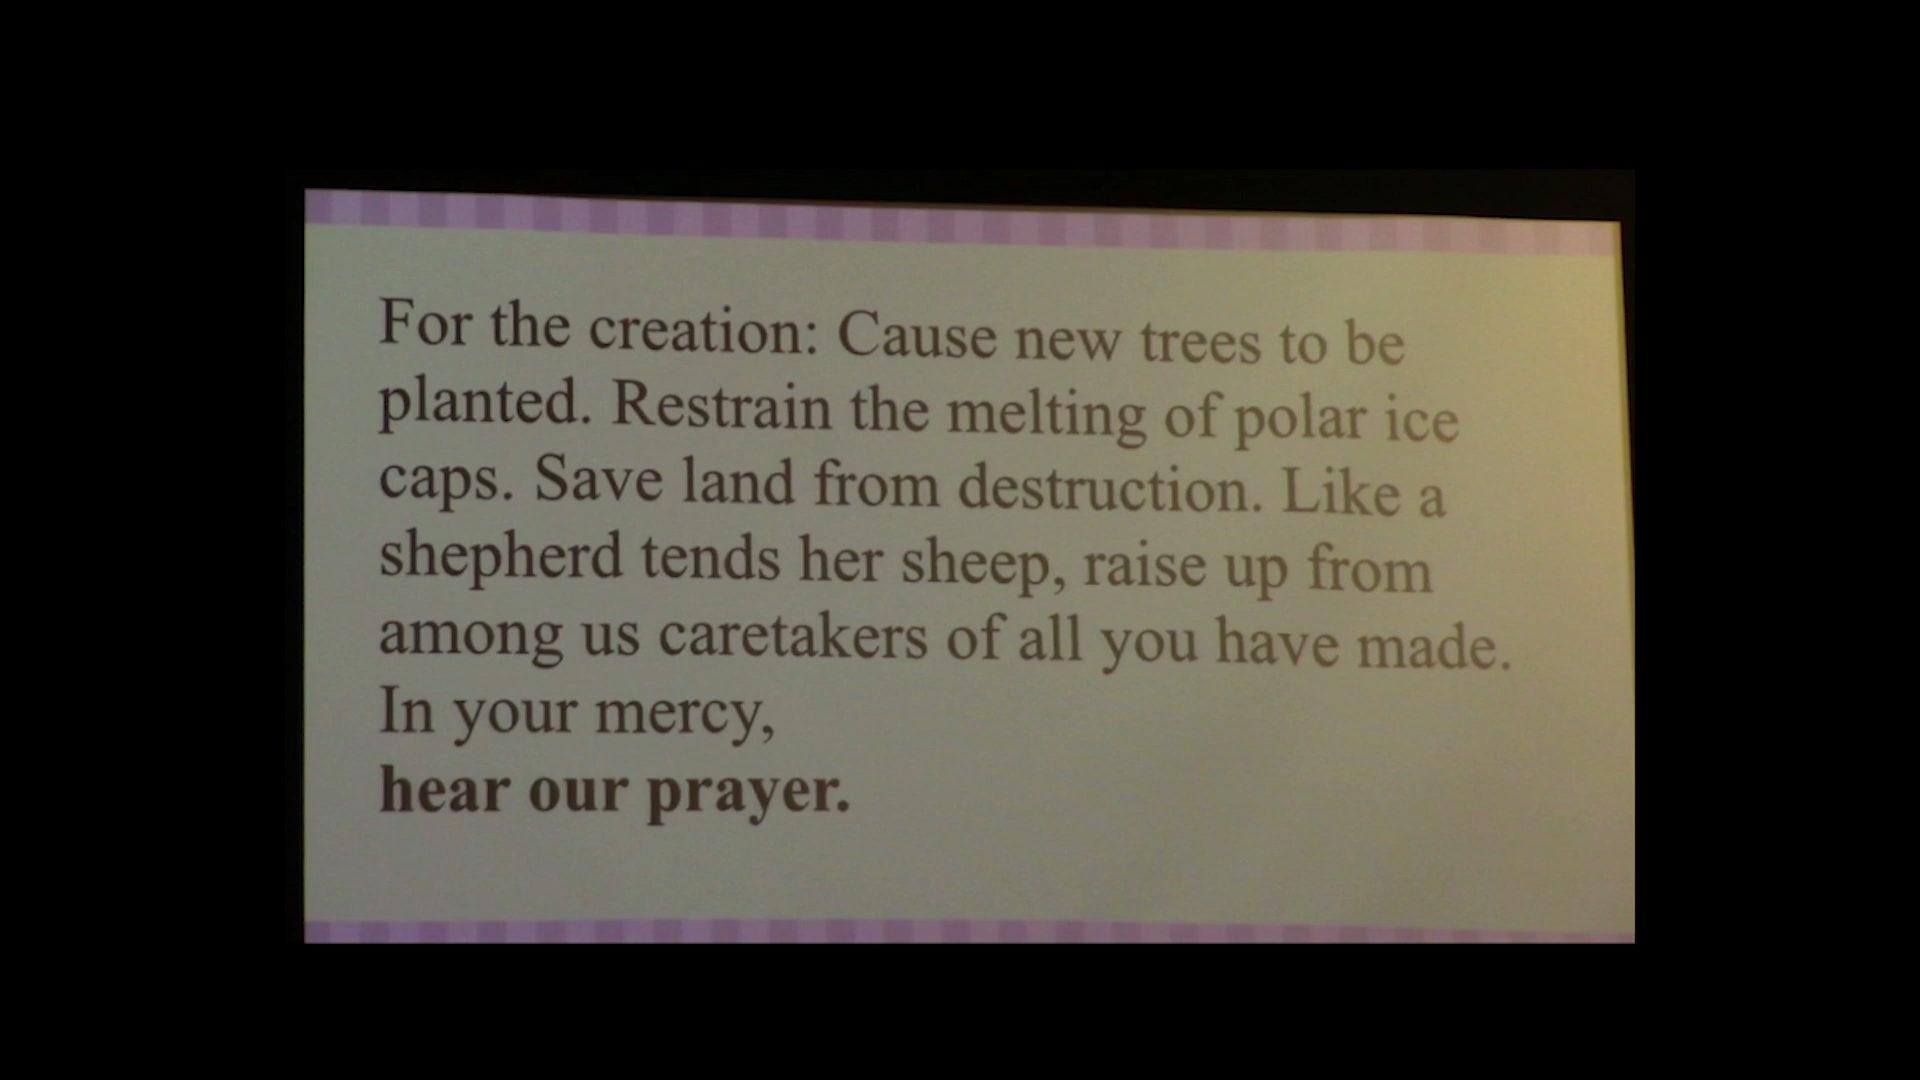 For the creation: Cause new trees to be
planted. Restrain the melting of polar ice
caps. Save land from destruction. Like a
shepherd tends her sheep, raise up from
among us caretakers of all you have made.
In your mercy,
hear our prayer.